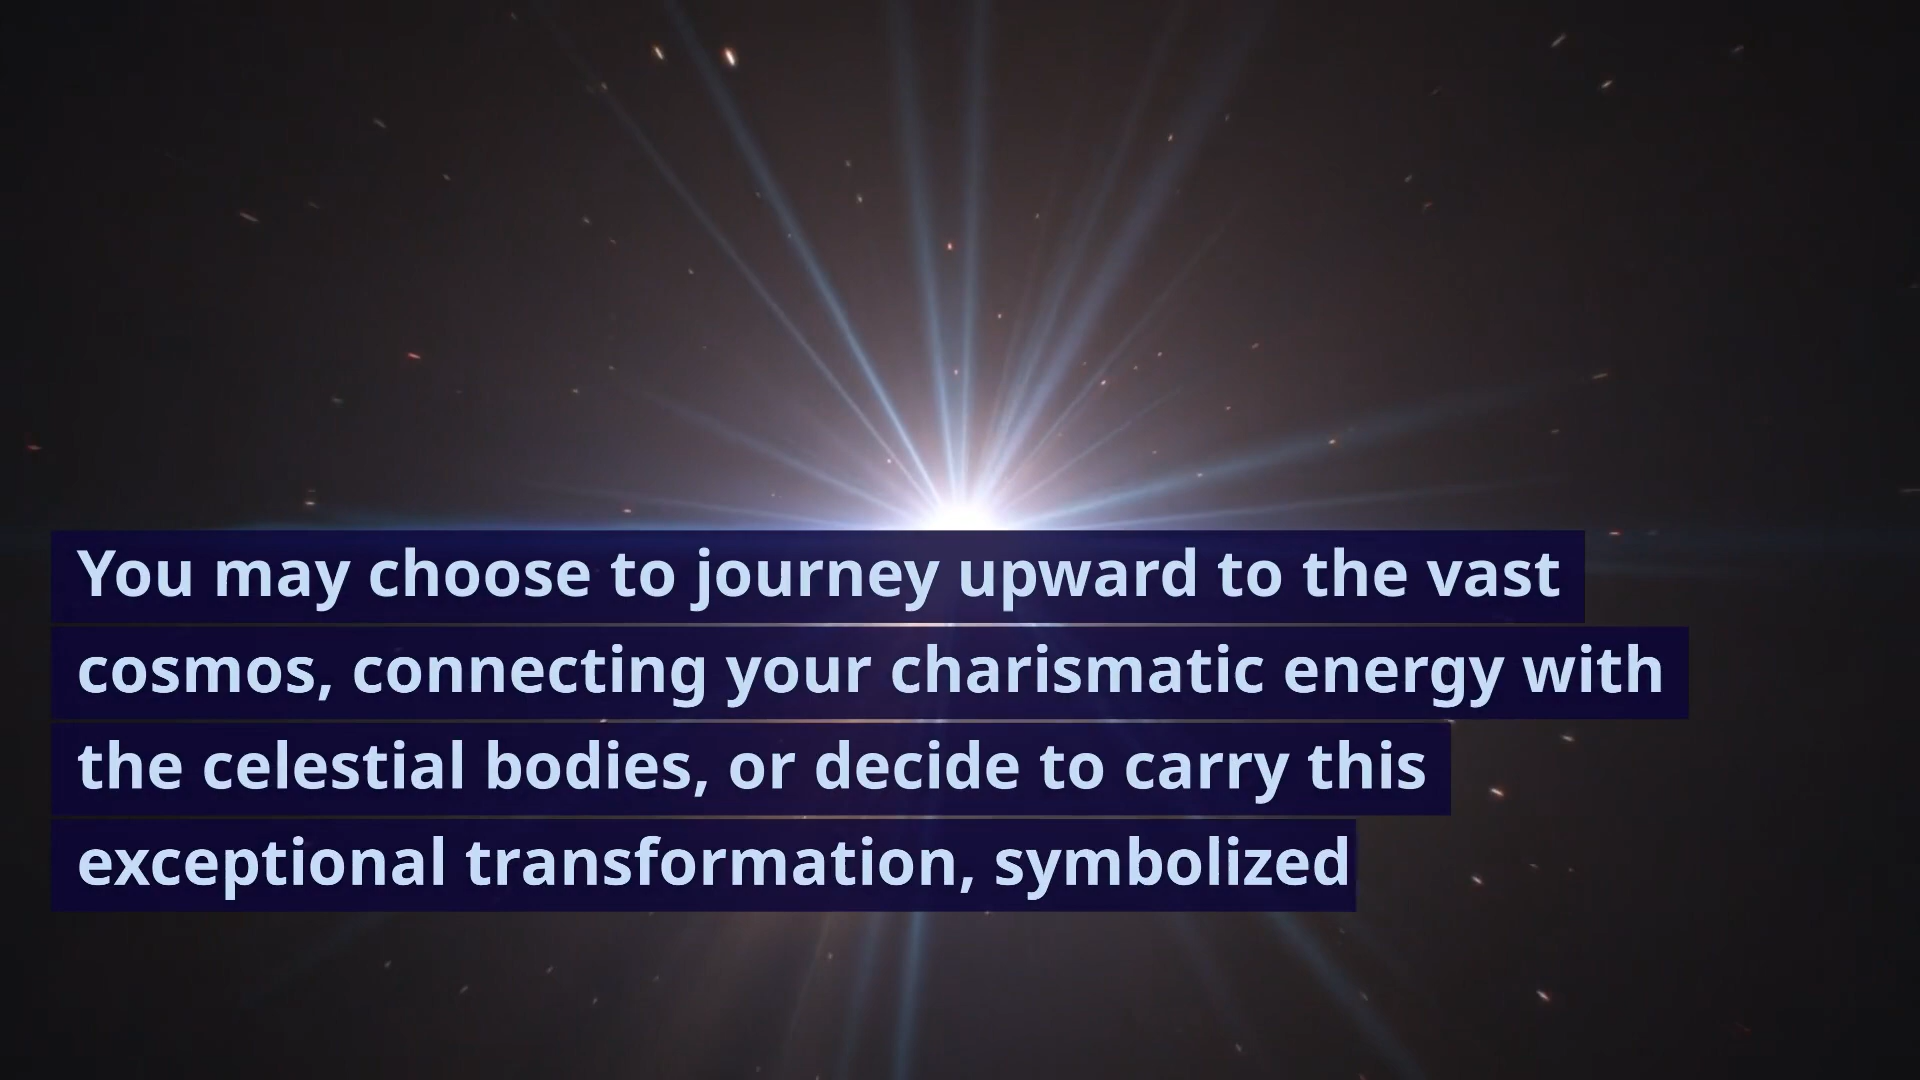 You may choose to journey upward to the vast
cosmos, connecting your charismatic energy with
the celestial bodies, or decide to carry this
exceptional transformation, symbolized